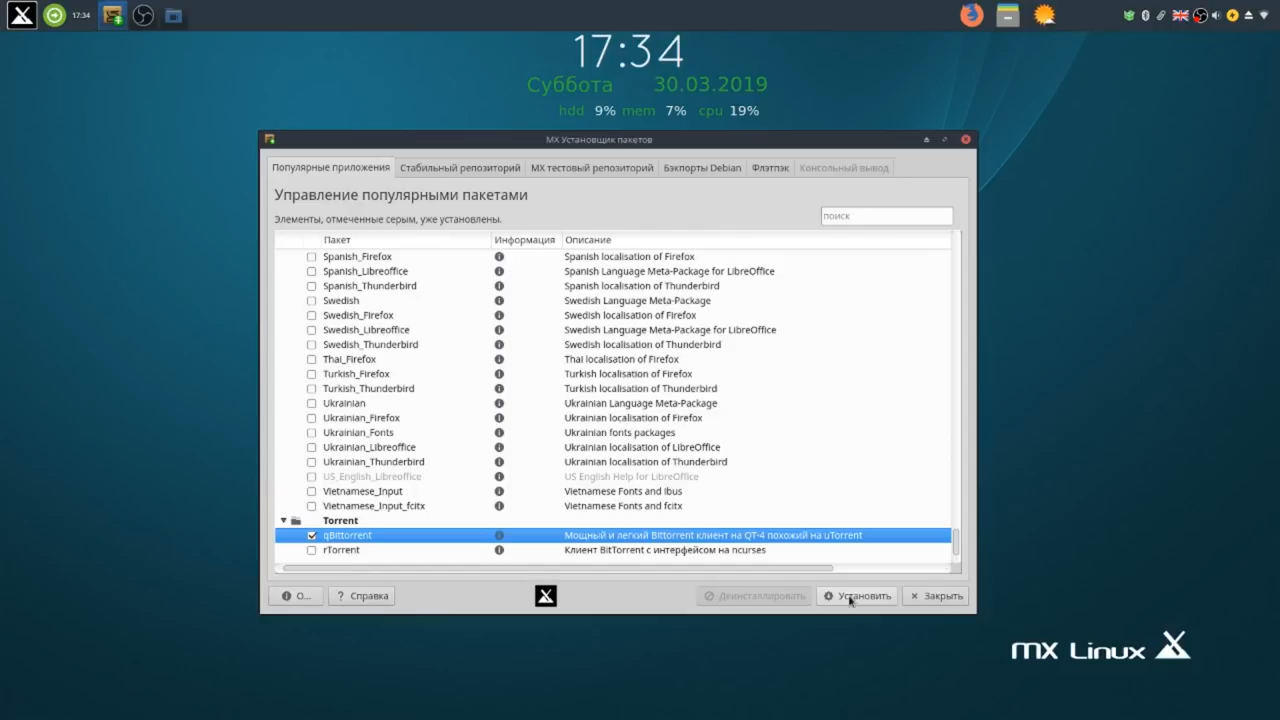 17:34
17:34
Суббота 30.03.2019
hdd 9% mem 7% cpu 19%
MX Установщик пакетов
Популярные приложения Стабильный репозиторий MX тестовый репозиторий Бэкпорты Debian Флэтпэк Консольный вывод
Управление популярными пакетами
Элементы, отмеченные серым, уже установлены.
поиск
Пакет Информация Описание
Spanish_Firefox Spanish localisation of Firefox
Spanish_Libreoffice Spanish Language Meta-Package for LibreOffice
Spanish_Thunderbird Spanish localisation of Thunderbird
Swedish Swedish Language Meta-Package
Swedish_Firefox Swedish localisation of Firefox
Swedish_Libreoffice Swedish Language Meta-Package for LibreOffice
Swedish_Thunderbird Swedish localisation of Thunderbird
Thai_Firefox Thai localisation of Firefox
Turkish_Firefox Turkish localisation of Firefox
Turkish_Thunderbird Turkish localisation of Thunderbird
Ukrainian Ukrainian Language Meta-Package
Ukrainian_Firefox Ukrainian localisation of Firefox
Ukrainian_Fonts Ukrainian fonts packages
Ukrainian_Libreoffice Ukrainian localisation of LibreOffice
Ukrainian_Thunderbird Ukrainian localisation of Thunderbird
US_English_Libreoffice US English Help for LibreOffice
Vietnamese_Input Vietnamese Fonts and ibus
Vietnamese_Input_fcitx Vietnamese Fonts and fcitx
Torrent
qBittorrent Мощный и легкий Bittorrent клиент на QT-4 похожий на uTorrent
rTorrent Клиент BitTorrent с интерфейсом на ncurses
О... Справка Деинсталлировать Установить Закрыть
MX Linux